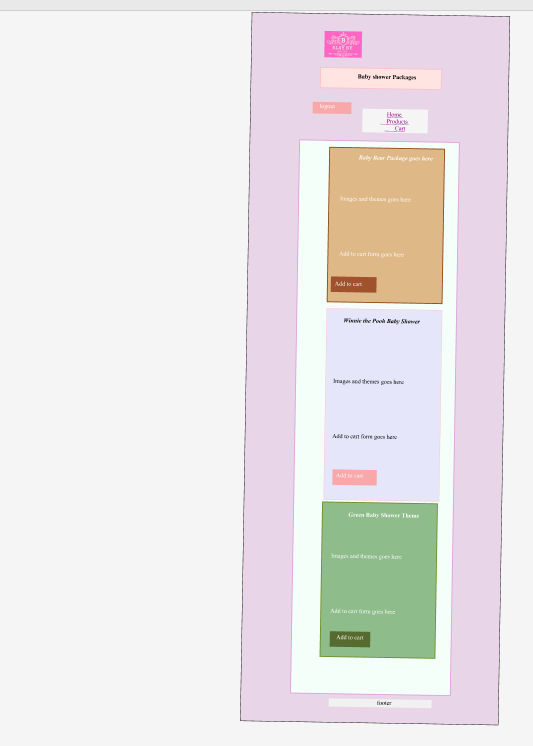 Baby shower Packages
logout
Home
Products
Cart
Baby Bear Package goes here
Images and themes goes here
Add to cart form goes here
Add to cart
Winnie the Pooh Baby Shower
Images and themes goes here
Add to cart form goes here
Add to cart
Green Baby Shower Theme
Images and themes goes here
Add to cart form goes here
Add to cart
footer